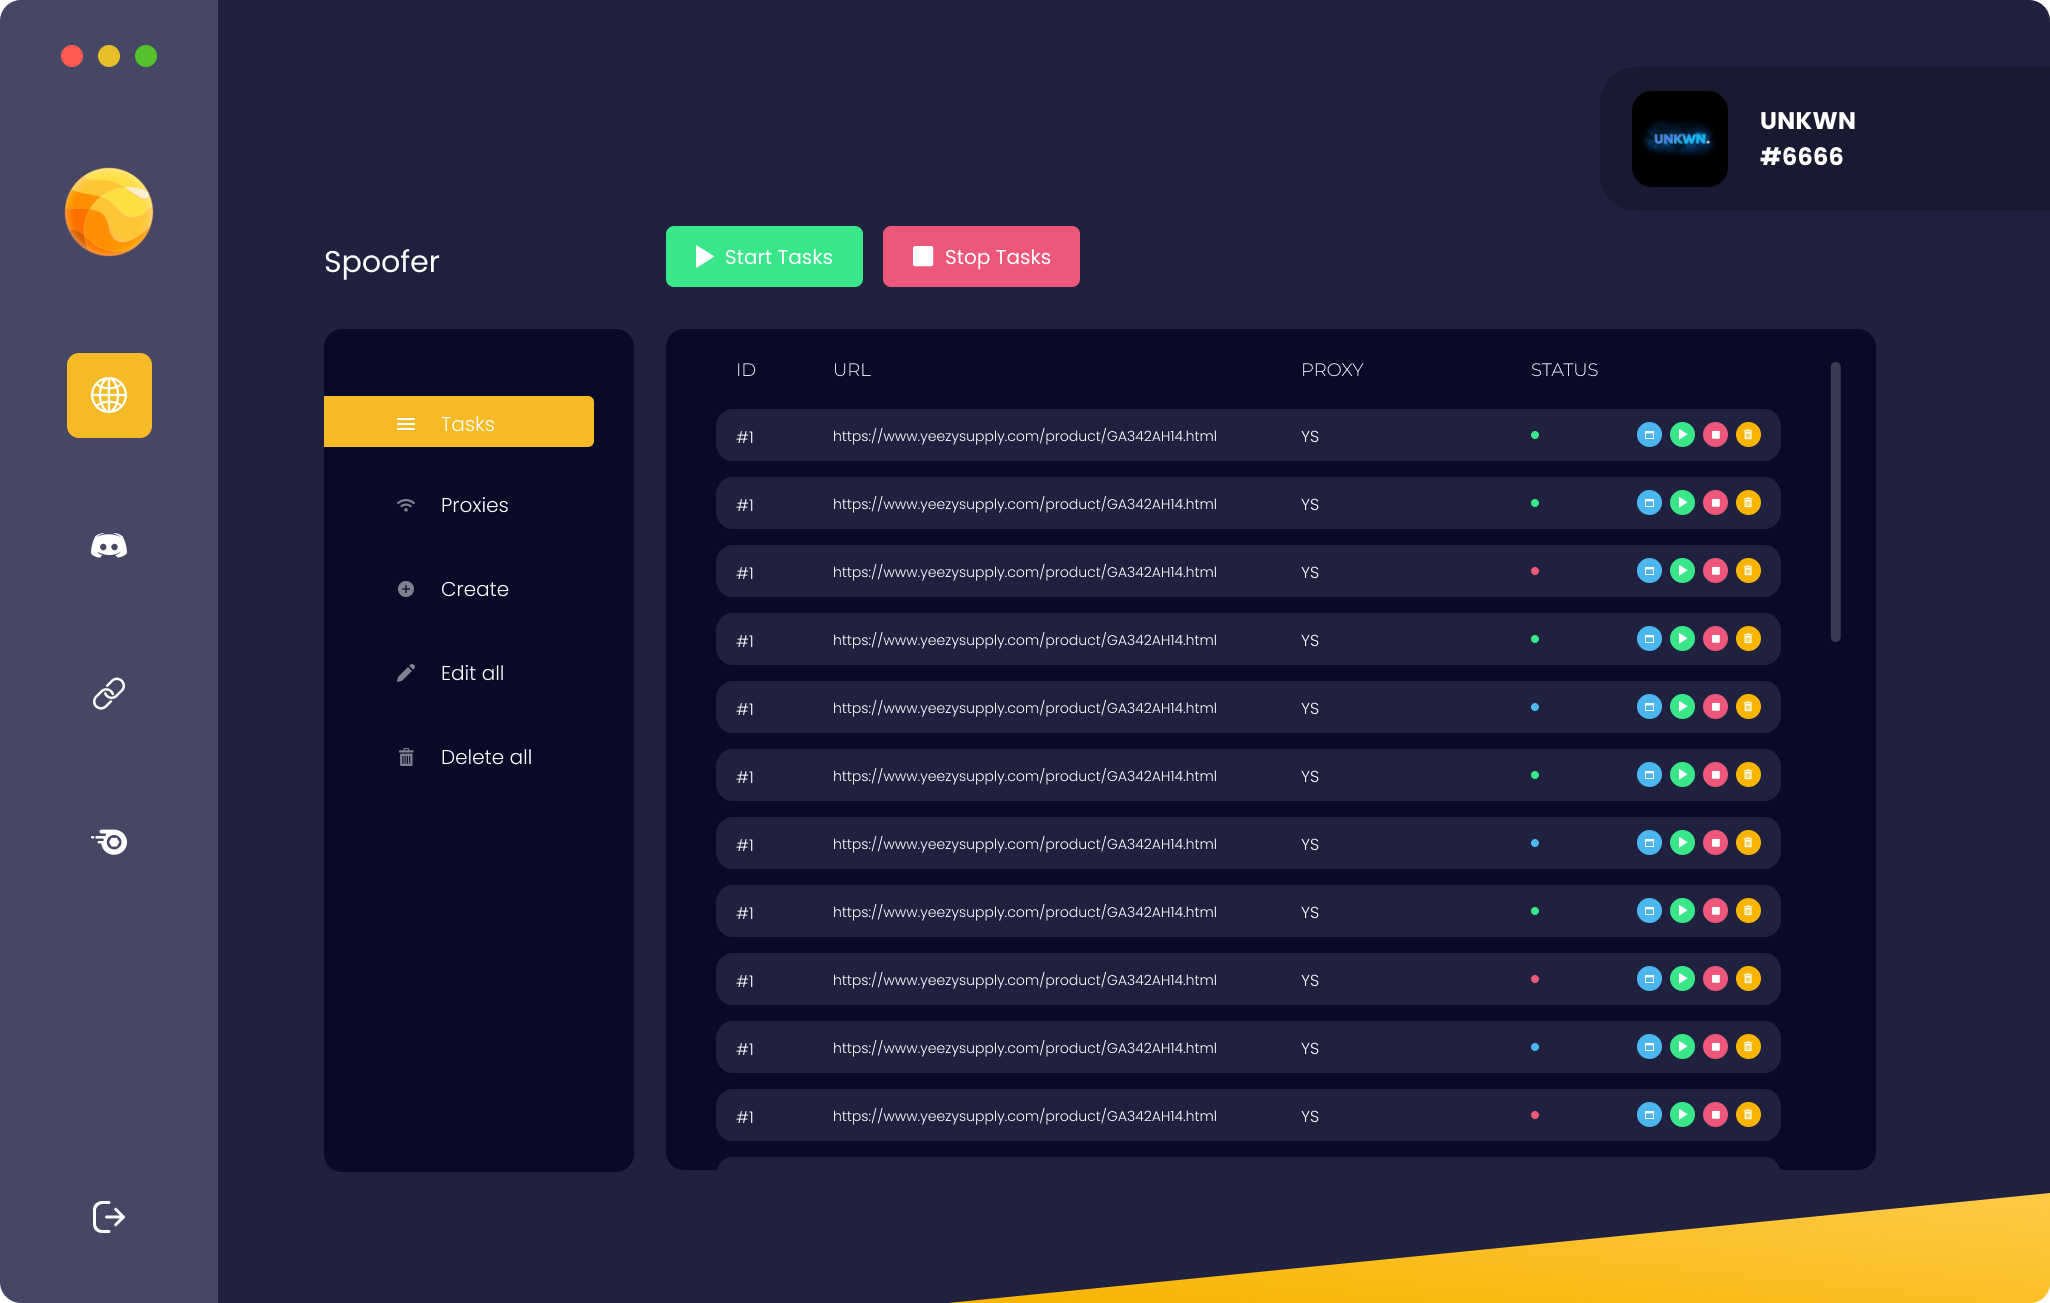 UNKWN.
UNKWN
#6666
Spoofer
Start Tasks
Stop Tasks
Tasks
Proxies
Create
Edit all
Delete all
ID URL PROXY STATUS
#1 https://www.yeezysupply.com/product/GA342AH14.html YS
#1 https://www.yeezysupply.com/product/GA342AH14.html YS
#1 https://www.yeezysupply.com/product/GA342AH14.html YS
#1 https://www.yeezysupply.com/product/GA342AH14.html YS
#1 https://www.yeezysupply.com/product/GA342AH14.html YS
#1 https://www.yeezysupply.com/product/GA342AH14.html YS
#1 https://www.yeezysupply.com/product/GA342AH14.html YS
#1 https://www.yeezysupply.com/product/GA342AH14.html YS
#1 https://www.yeezysupply.com/product/GA342AH14.html YS
#1 https://www.yeezysupply.com/product/GA342AH14.html YS
#1 https://www.yeezysupply.com/product/GA342AH14.html YS